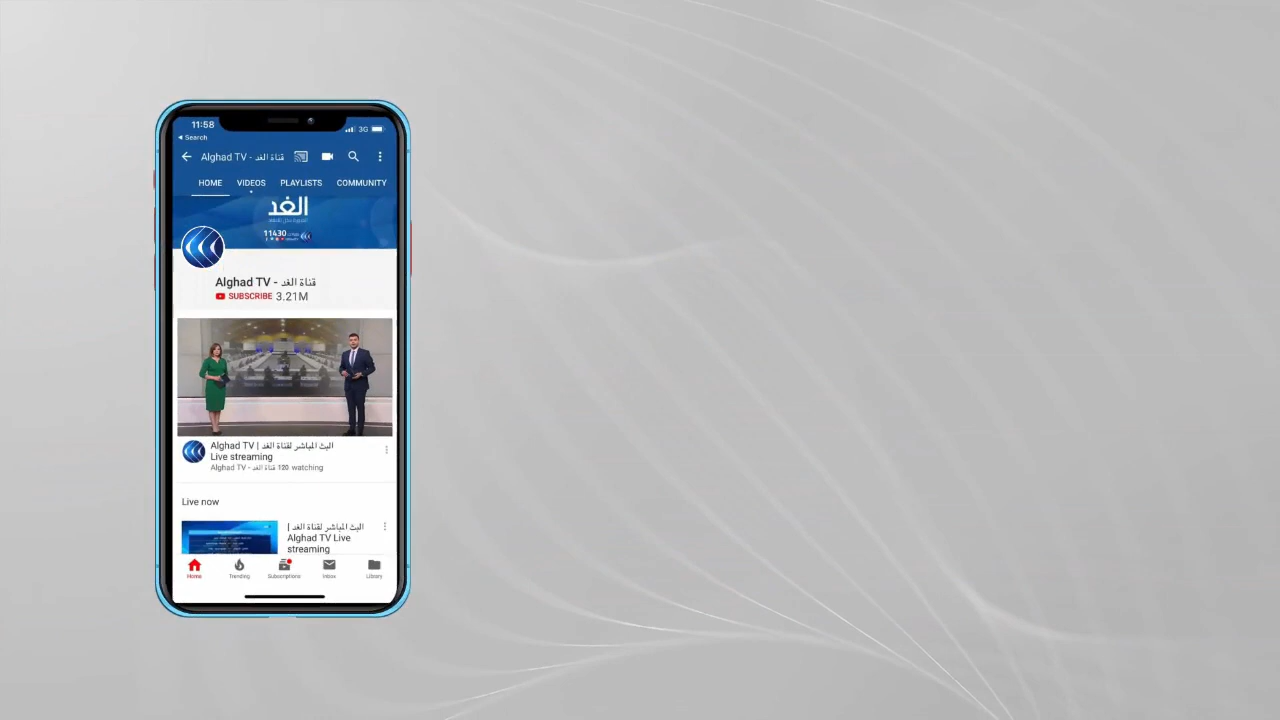 11:58
3G
Search
Alghad TV - قناة الغد
HOME VIDEOS PLAYLISTS COMMUNITY
الغد
11430
Alghad TV - قناة الغد
SUBSCRIBE 3.21M
Alghad TV | البث المباشر لقناة الغد
Live streaming
Alghad TV - قناة الغد 120 watching
Live now
البث المباشر لقناة الغد |
Alghad TV Live
streaming
Home Trending Subscriptions Inbox Library